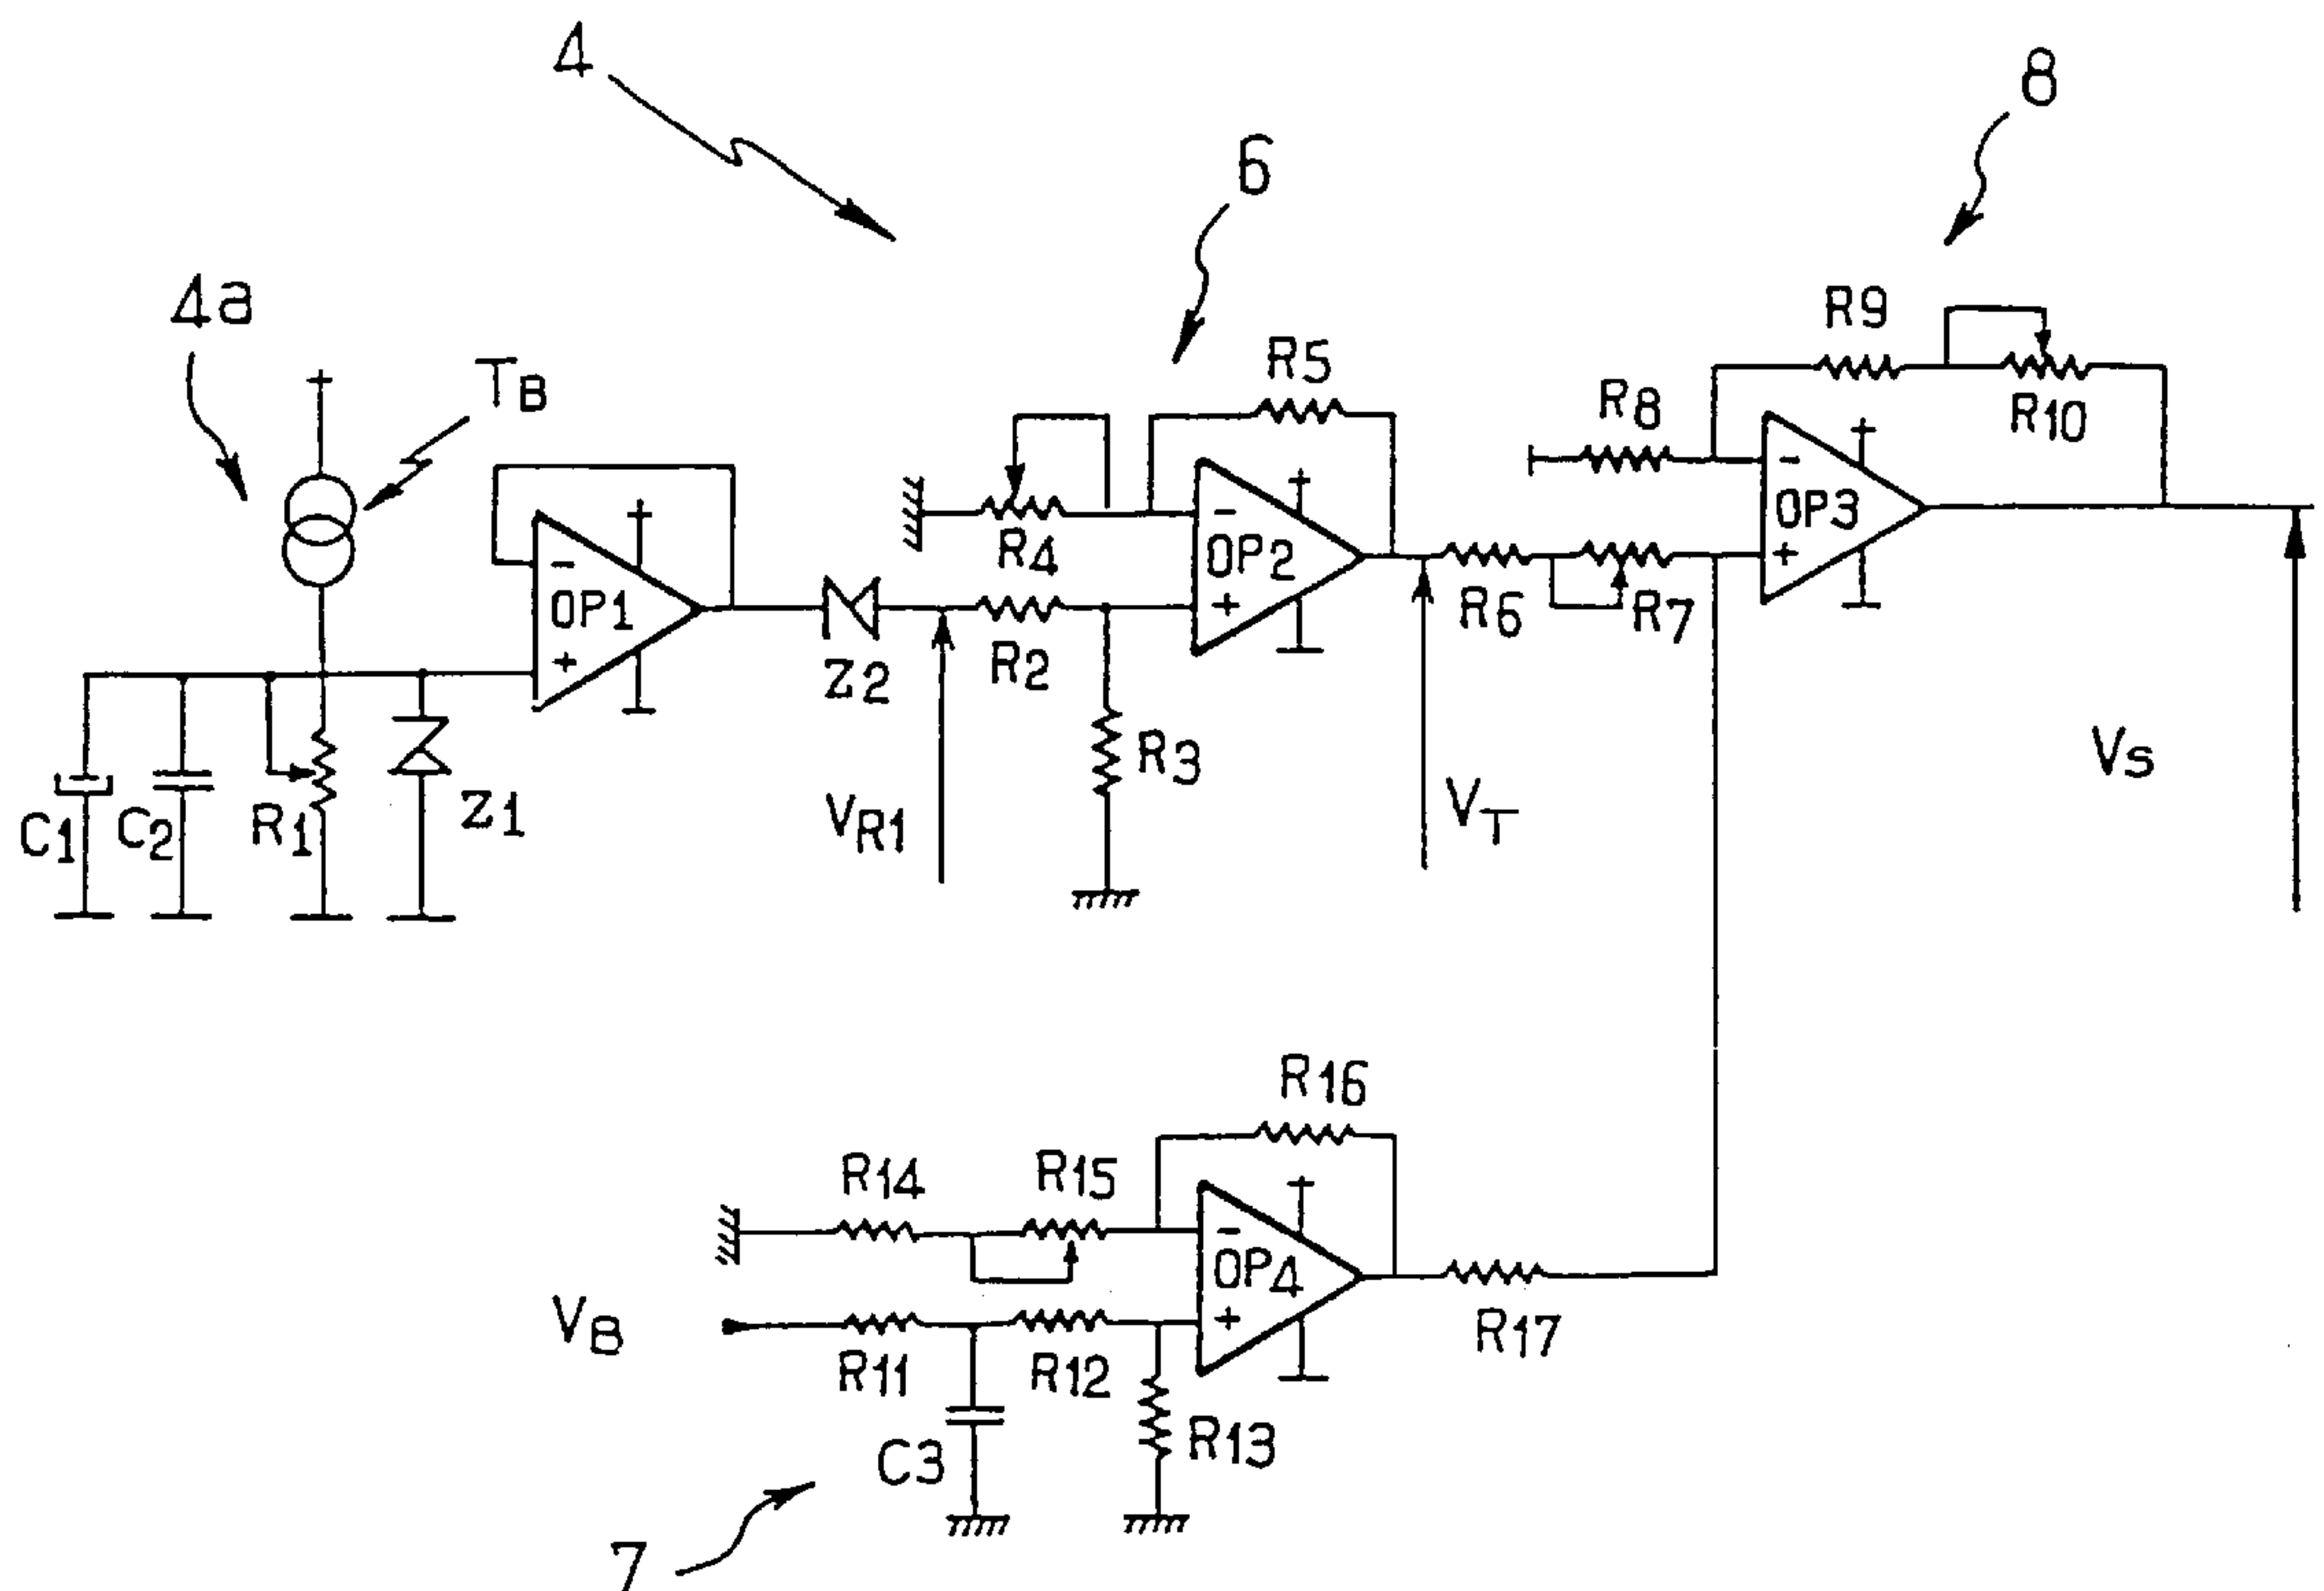 4
8
6
4a
TB
R5
R9
R10
R8
OP1
R4
OP2
OP3
Z2
R2
R6
R7
R3
C1
C2
R1
Z1
VR1
VT
VS
R16
R14
R15
OP4
VB
R11
R12
R17
C3
R13
7